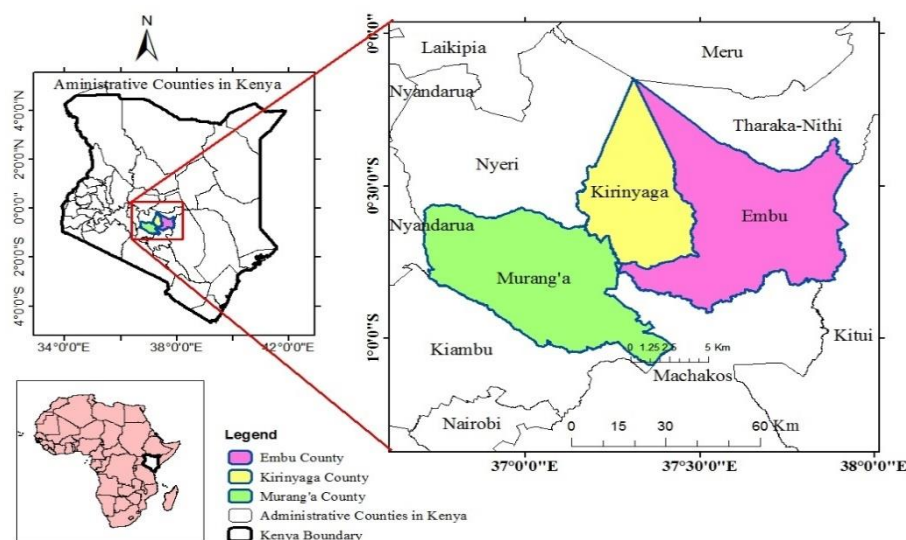 N
Aministrative Counties in Kenya
4°0'0"N
2°0'0"N
0°0'0"
2°0'0"S
4°0'0"S
34°0'0"E
38°0'0"E
42°0'0"E
0°0'0"
0°30'0"S
1°0'0"S
Laikipia
Meru
Nyandarua
Tharaka-Nithi
Nyeri
Kirinyaga
Embu
Nyandarua
Murang'a
Kitui
Kiambu
0 1.25 2.5 5 Km
Machakos
Nairobi
0 15 30 60 Km
37°0'0"E
37°30'0"E
38°0'0"E
Legend
Embu County
Kirinyaga County
Murang'a County
Administrative Counties in Kenya
Kenya Boundary